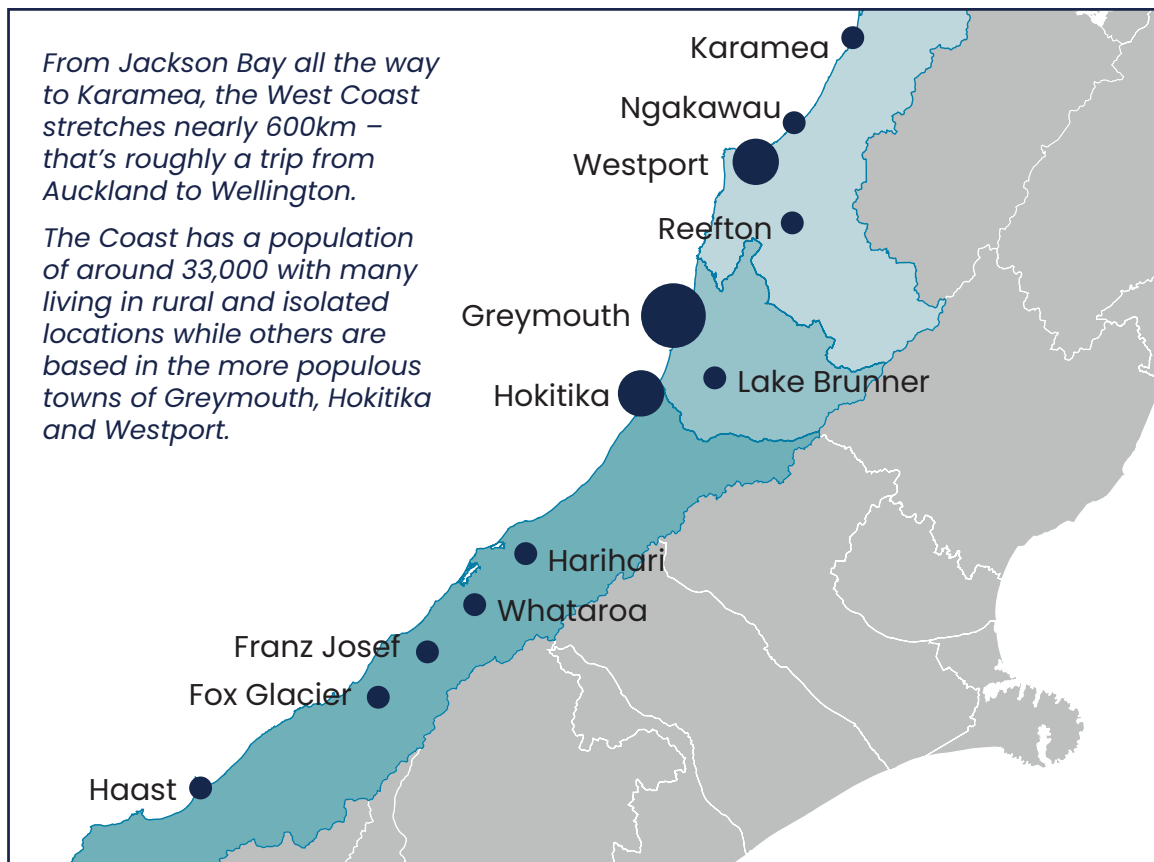 From Jackson Bay all the way
to Karamea, the West Coast
stretches nearly 600km –
that’s roughly a trip from
Auckland to Wellington.
The Coast has a population
of around 33,000 with many
living in rural and isolated
locations while others are
based in the more populous
towns of Greymouth, Hokitika
and Westport.
Karamea
Ngakawau
Westport
Reefton
Greymouth
Lake Brunner
Hokitika
Harihari
Whataroa
Franz Josef
Fox Glacier
Haast